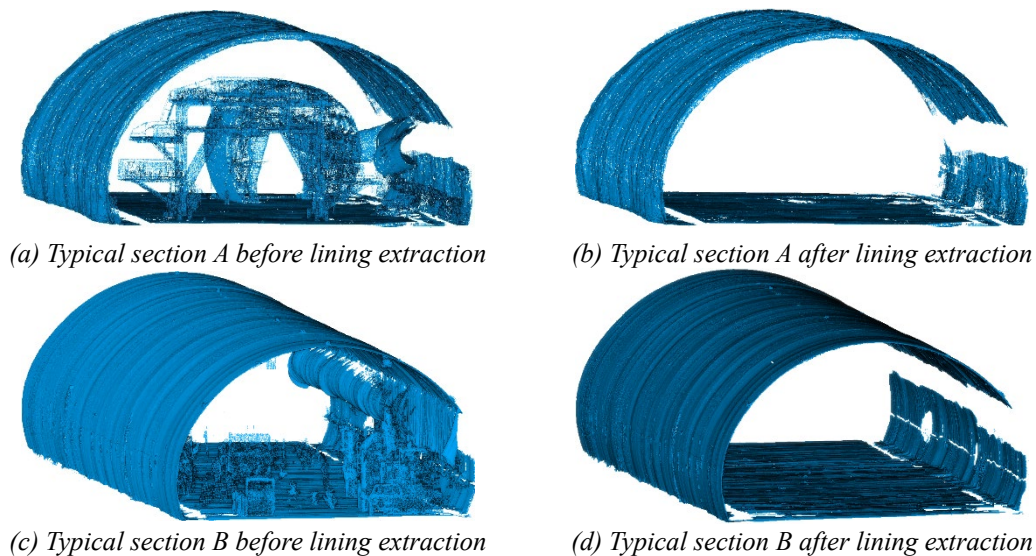 (a) Typical section A before lining extraction
(b) Typical section A after lining extraction
(c) Typical section B before lining extraction
(d) Typical section B after lining extraction